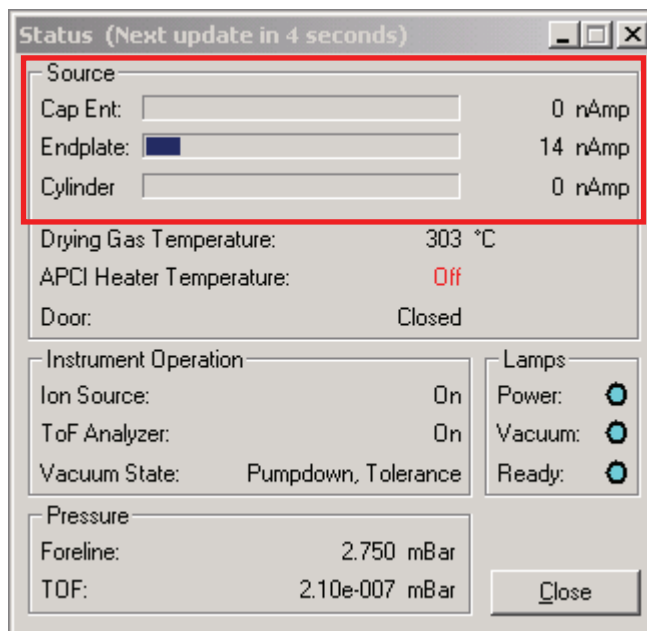 Status (Next update in 4 seconds)
Source
Cap Ent: 0 nAmp
Endplate: 14 nAmp
Cylinder 0 nAmp
Drying Gas Temperature: 303 °C
APCI Heater Temperature: Off
Door: Closed
Instrument Operation
Ion Source: On
ToF Analyzer: On
Vacuum State: Pumpdown, Tolerance
Lamps
Power:
Vacuum:
Ready:
Pressure
Foreline: 2.750 mBar
TOF: 2.10e-007 mBar
Close